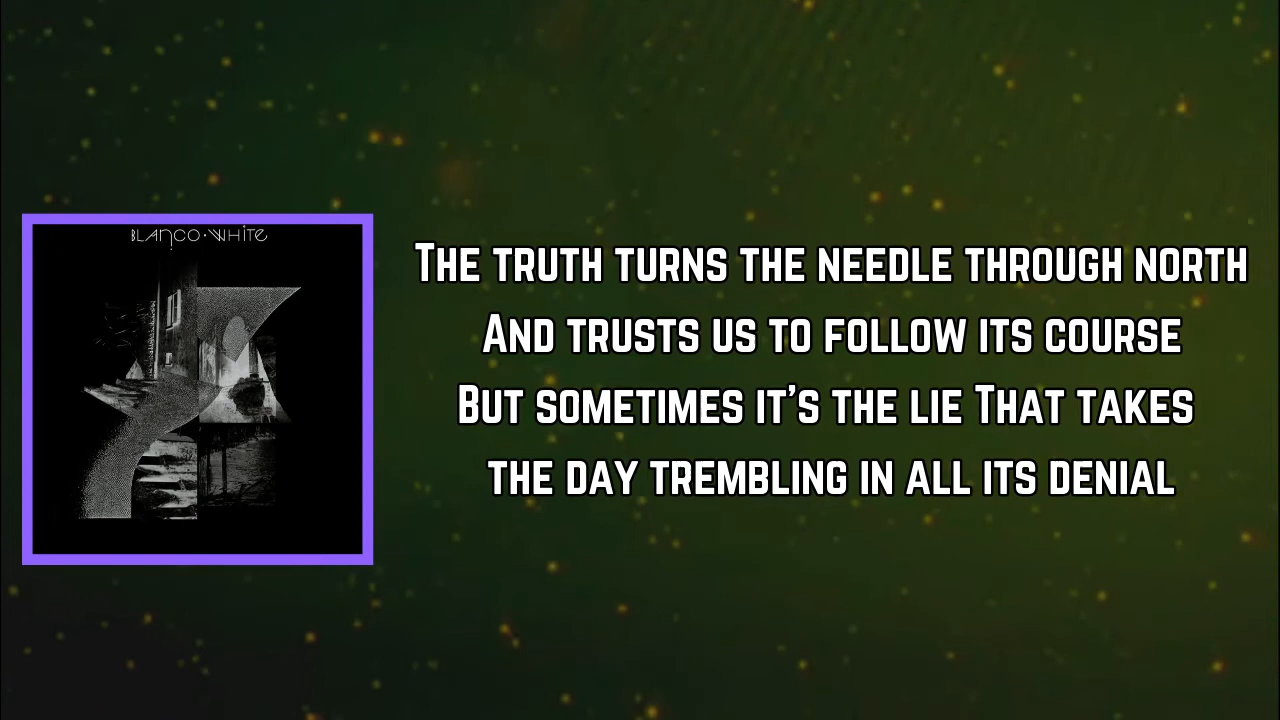 BLANCO·WHITE
The truth turns the needle through north
And trusts us to follow its course
But sometimes it's the lie That takes
the day trembling in all its denial